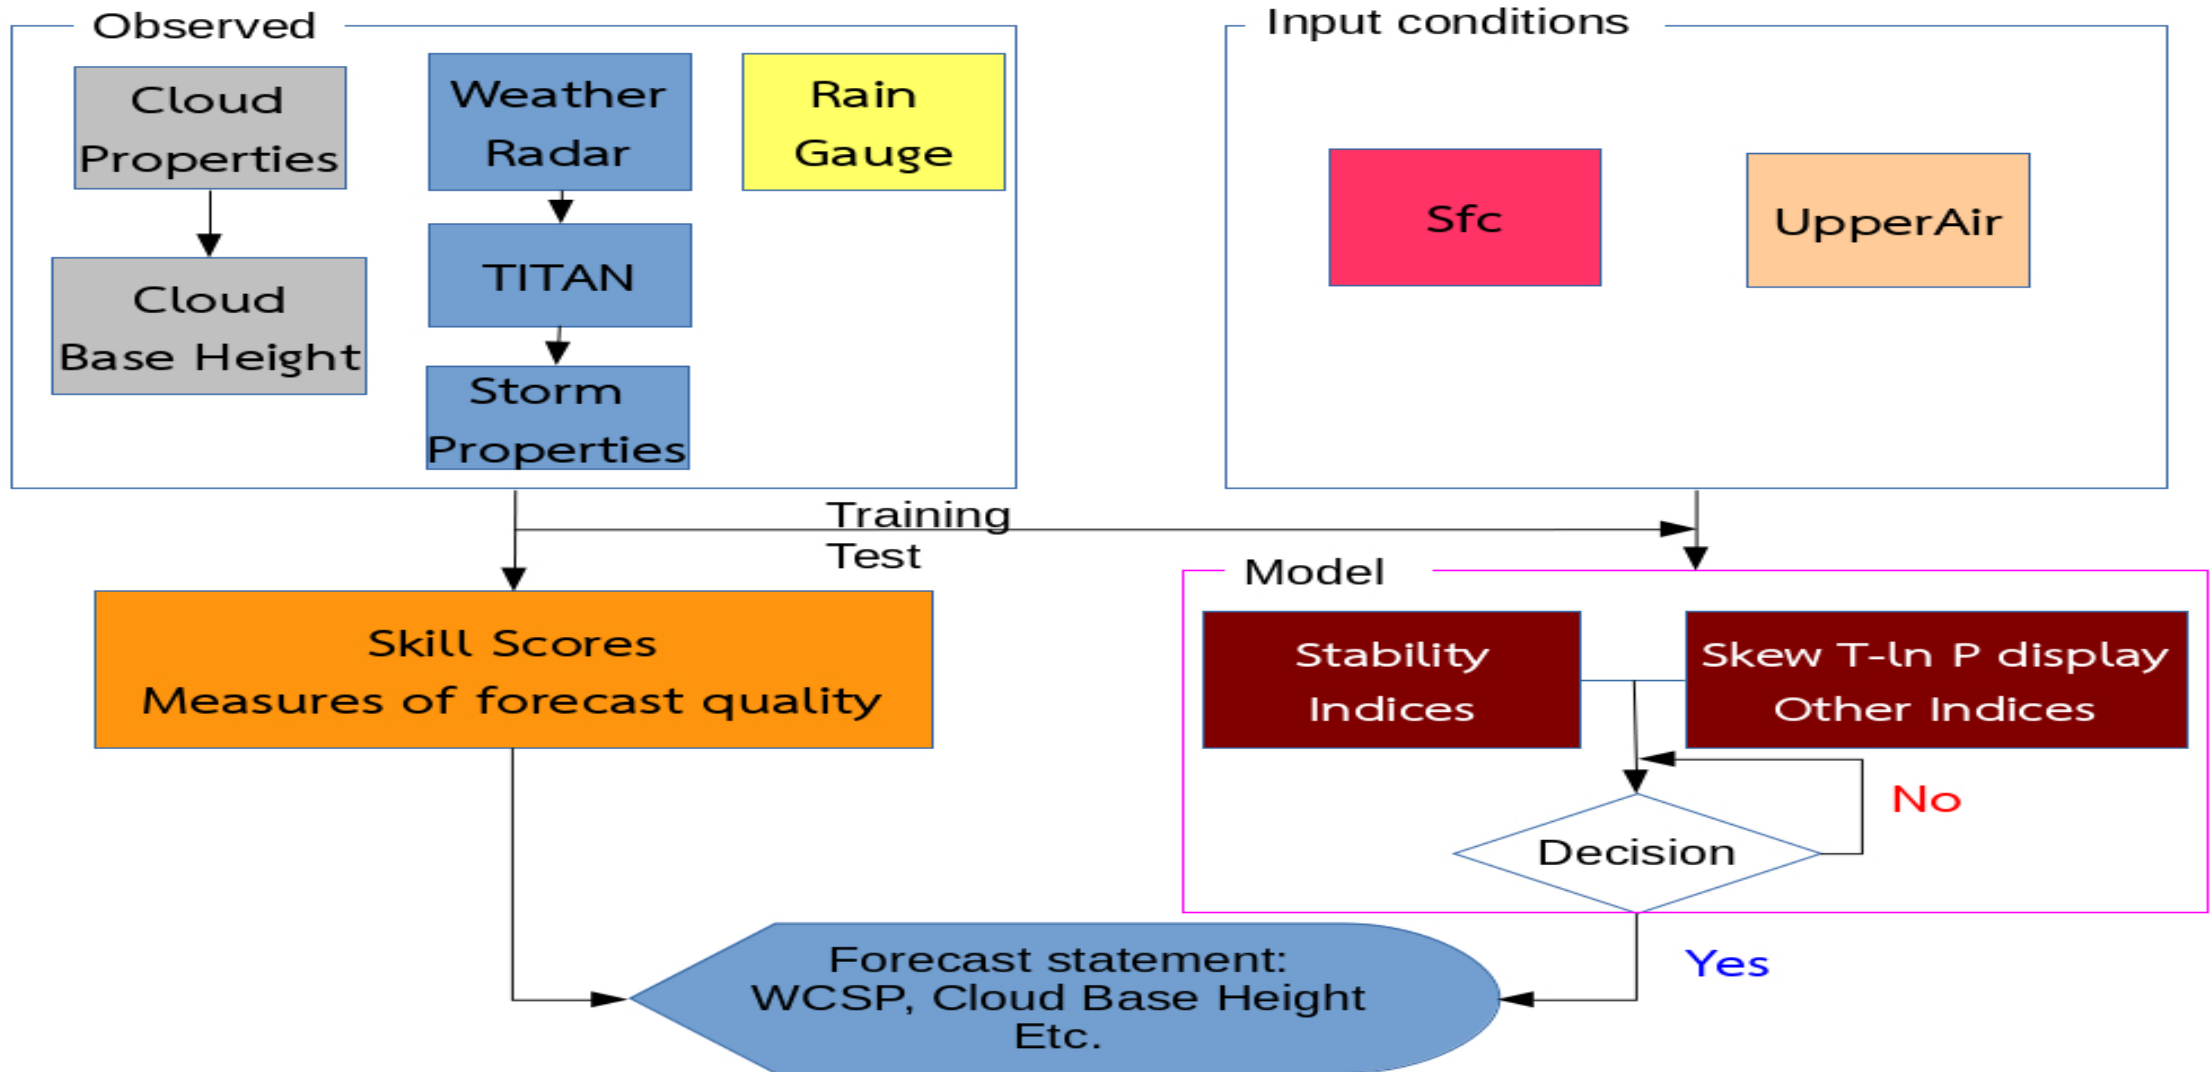 Observed
Cloud
Properties
Cloud
Base Height
Weather
Radar
TITAN
Storm
Properties
Rain
Gauge
Input conditions
Sfc
UpperAir
Training
Test
Skill Scores
Measures of forecast quality
Model
Stability
Indices
Skew T-ln P display
Other Indices
Decision
No
Yes
Forecast statement:
WCSP, Cloud Base Height
Etc.